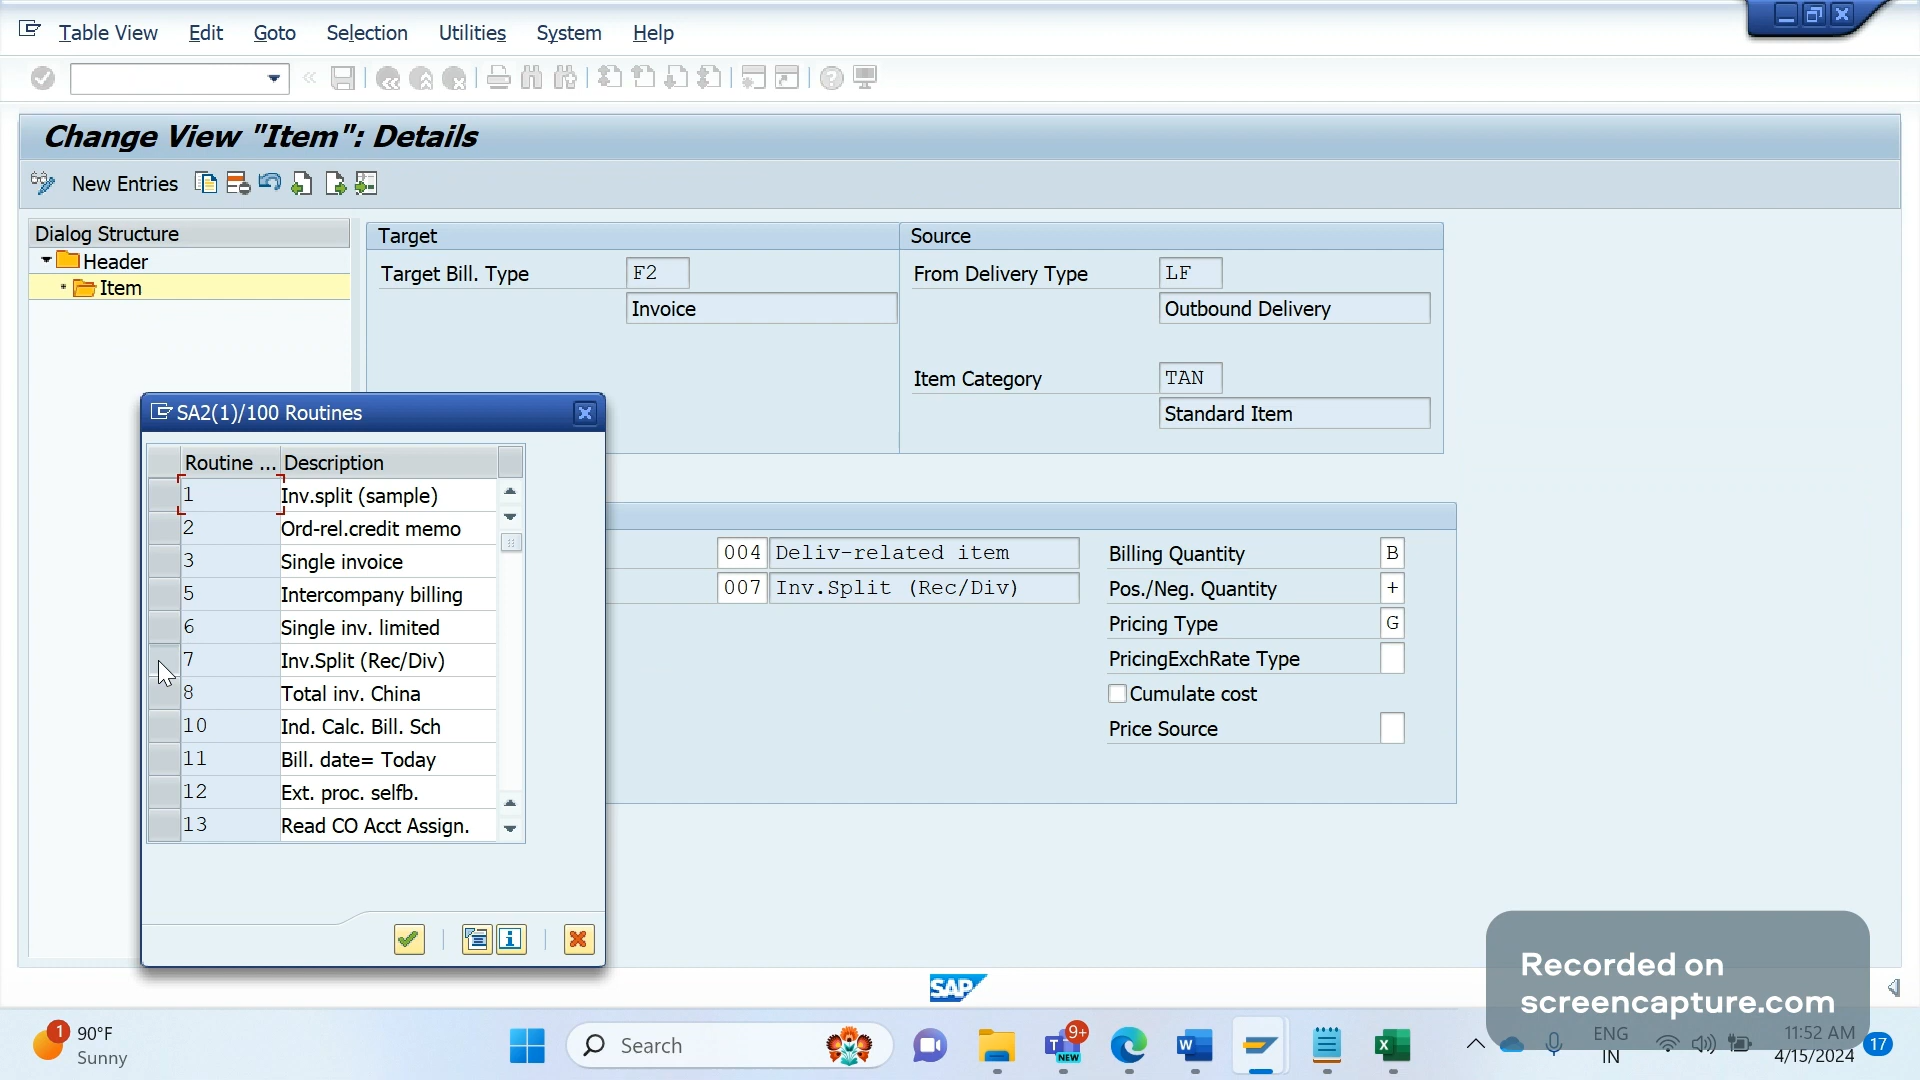 Table View Edit Goto Selection Utilities System Help
Change View "Item": Details
New Entries
Dialog Structure
Header
Item
Target
Target Bill. Type F2
Invoice
Source
From Delivery Type LF
Outbound Delivery
Item Category TAN
Standard Item
004 Deliv-related item
007 Inv.Split (Rec/Div)
Billing Quantity B
Pos./Neg. Quantity +
Pricing Type G
PricingExchRate Type
Cumulate cost
Price Source
SA2(1)/100 Routines
Routine ... Description
1 Inv.split (sample)
2 Ord-rel.credit memo
3 Single invoice
5 Intercompany billing
6 Single inv. limited
7 Inv.Split (Rec/Div)
8 Total inv. China
10 Ind. Calc. Bill. Sch
11 Bill. date= Today
12 Ext. proc. selfb.
13 Read CO Acct Assign.
SAP
Recorded on
screencapture.com
1 90°F
Sunny
Search
9+
T NEW
W
X
ENG
IN
11:52 AM
4/15/2024
17